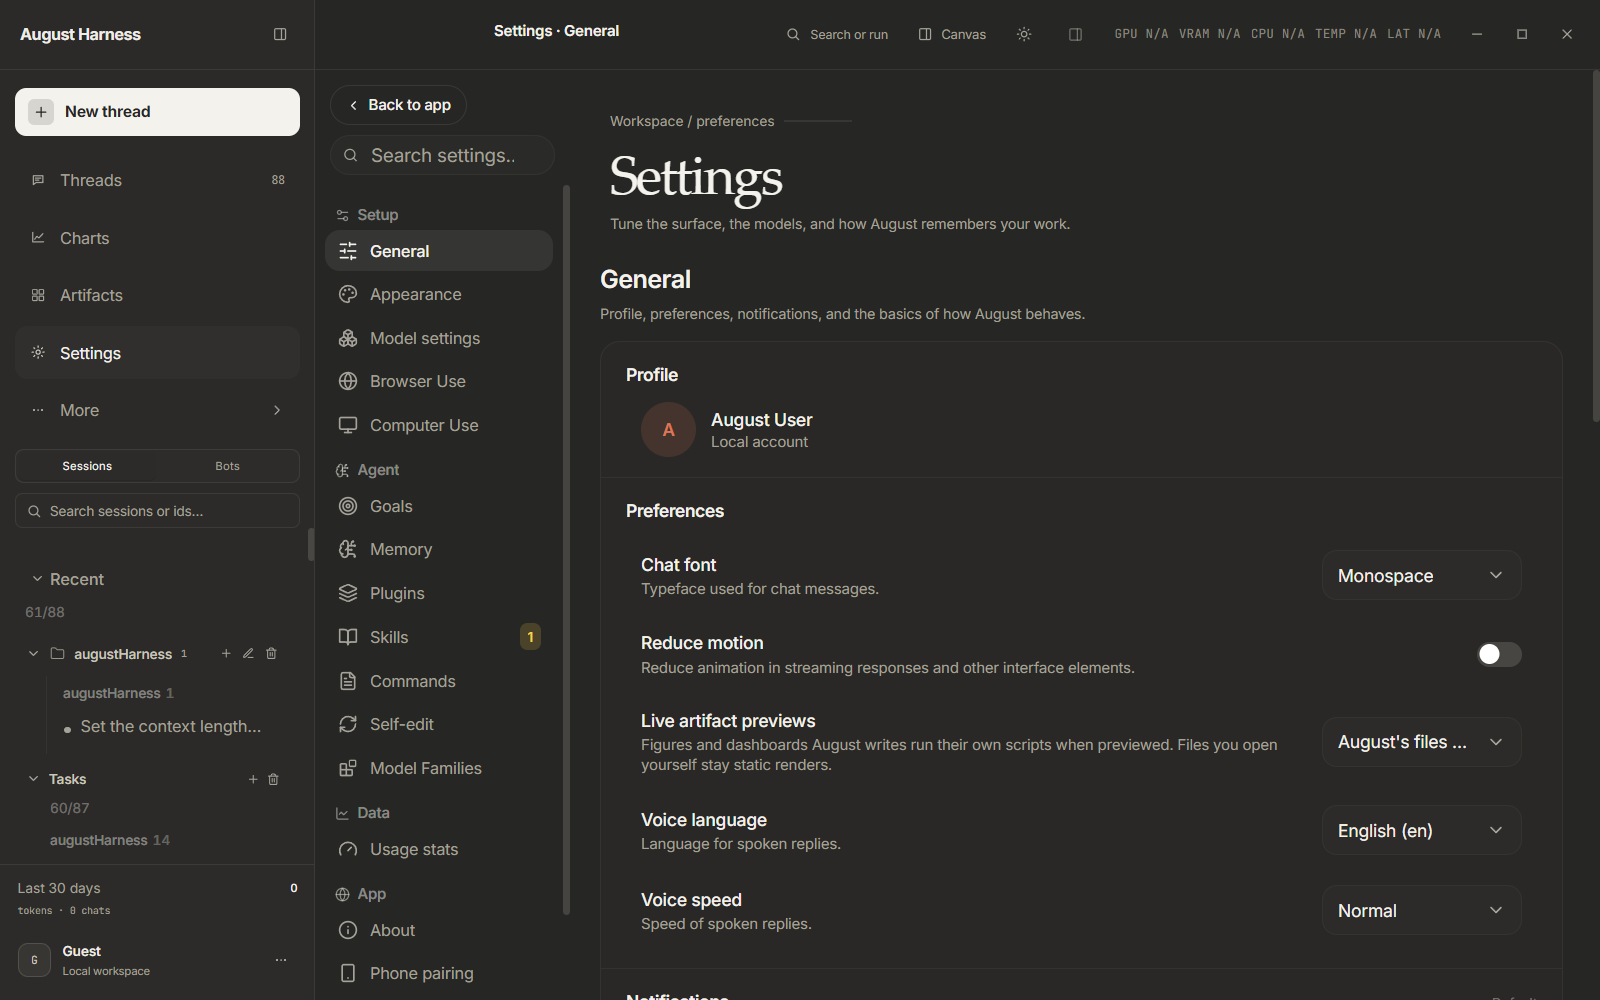 August Harness
Settings · General
Search or run
Canvas
GPU N/A VRAM N/A CPU N/A TEMP N/A LAT N/A
New thread
Threads 88
Charts
Artifacts
Settings
More
Sessions Bots
Search sessions or ids...
Recent
61/88
augustHarness 1
augustHarness 1
Set the context length...
Tasks
60/87
augustHarness 14
Last 30 days 0
tokens · 0 chats
G
Guest
Local workspace
Back to app
Search settings..
Setup
General
Appearance
Model settings
Browser Use
Computer Use
Agent
Goals
Memory
Plugins
Skills 1
Commands
Self-edit
Model Families
Data
Usage stats
App
About
Phone pairing
Workspace / preferences
Settings
Tune the surface, the models, and how August remembers your work.
General
Profile, preferences, notifications, and the basics of how August behaves.
Profile
A
August User
Local account
Preferences
Chat font
Typeface used for chat messages.
Monospace
Reduce motion
Reduce animation in streaming responses and other interface elements.
Live artifact previews
Figures and dashboards August writes run their own scripts when previewed. Files you open
yourself stay static renders.
August's files ...
Voice language
Language for spoken replies.
English (en)
Voice speed
Speed of spoken replies.
Normal
Notifications